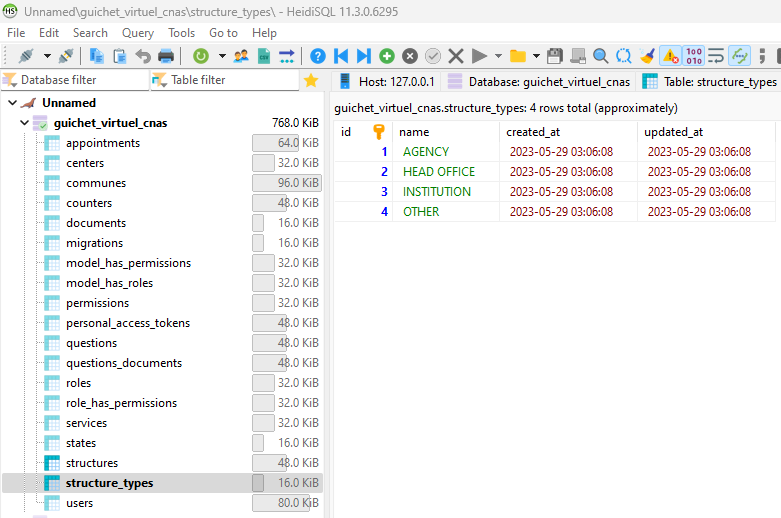 Unnamed\guichet_virtuel_cnas\structure_types\ - HeidiSQL 11.3.0.6295
File Edit Search Query Tools Go to Help
Database filter Table filter
Host: 127.0.0.1 Database: guichet_virtuel_cnas Table: structure_types
Unnamed
guichet_virtuel_cnas 768.0 KiB
appointments 64.0 KiB
centers 32.0 KiB
communes 96.0 KiB
counters 48.0 KiB
documents 16.0 KiB
migrations 16.0 KiB
model_has_permissions 32.0 KiB
model_has_roles 32.0 KiB
permissions 32.0 KiB
personal_access_tokens 48.0 KiB
questions 48.0 KiB
questions_documents 48.0 KiB
roles 32.0 KiB
role_has_permissions 32.0 KiB
services 32.0 KiB
states 16.0 KiB
structures 48.0 KiB
structure_types 16.0 KiB
users 80.0 KiB
guichet_virtuel_cnas.structure_types: 4 rows total (approximately)
id name created_at updated_at
1 AGENCY 2023-05-29 03:06:08 2023-05-29 03:06:08
2 HEAD OFFICE 2023-05-29 03:06:08 2023-05-29 03:06:08
3 INSTITUTION 2023-05-29 03:06:08 2023-05-29 03:06:08
4 OTHER 2023-05-29 03:06:08 2023-05-29 03:06:08